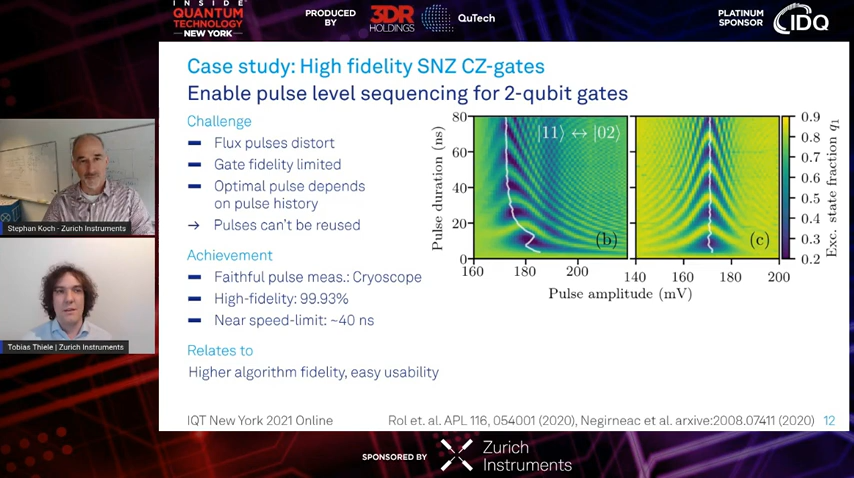 INSIDE
QUANTUM
TECHNOLOGY
NEW YORK
PRODUCED
BY
3DR
HOLDINGS
QuTech
PLATINUM
SPONSOR
IDQ
Case study: High fidelity SNZ CZ-gates
Enable pulse level sequencing for 2-qubit gates
Challenge
Flux pulses distort
Gate fidelity limited
Optimal pulse depends
on pulse history
→ Pulses can't be reused
Achievement
Faithful pulse meas.: Cryoscope
High-fidelity: 99.93%
Near speed-limit: ~40 ns
Relates to
Higher algorithm fidelity, easy usability
Pulse duration (ns)
80
60
40
20
0
|11⟩ ↔ |02⟩
(b)
(c)
160 180 200 140 160 180 200
Pulse amplitude (mV)
0.9
0.8
0.7
0.6
0.5
0.4
0.3
0.2
Exc. state fraction q₁
Stephan Koch - Zurich Instruments
Tobias Thiele | Zurich Instruments
IQT New York 2021 Online
Rol et. al. APL 116, 054001 (2020), Negirneac et al. arxive:2008.07411 (2020) 12
SPONSORED BY
Zurich
Instruments